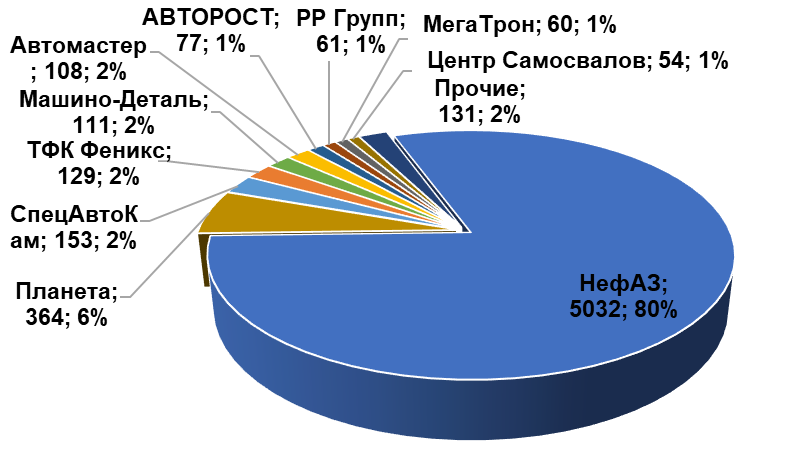 АВТОРОСТ;
77; 1%
РР Групп;
61; 1%
МегаТрон; 60; 1%
Центр Самосвалов; 54; 1%
Прочие;
131; 2%
Автомастер
; 108; 2%
Машино-Деталь;
111; 2%
ТФК Феникс;
129; 2%
СпецАвтоК
ам; 153; 2%
Планета;
364; 6%
НефАЗ;
5032; 80%